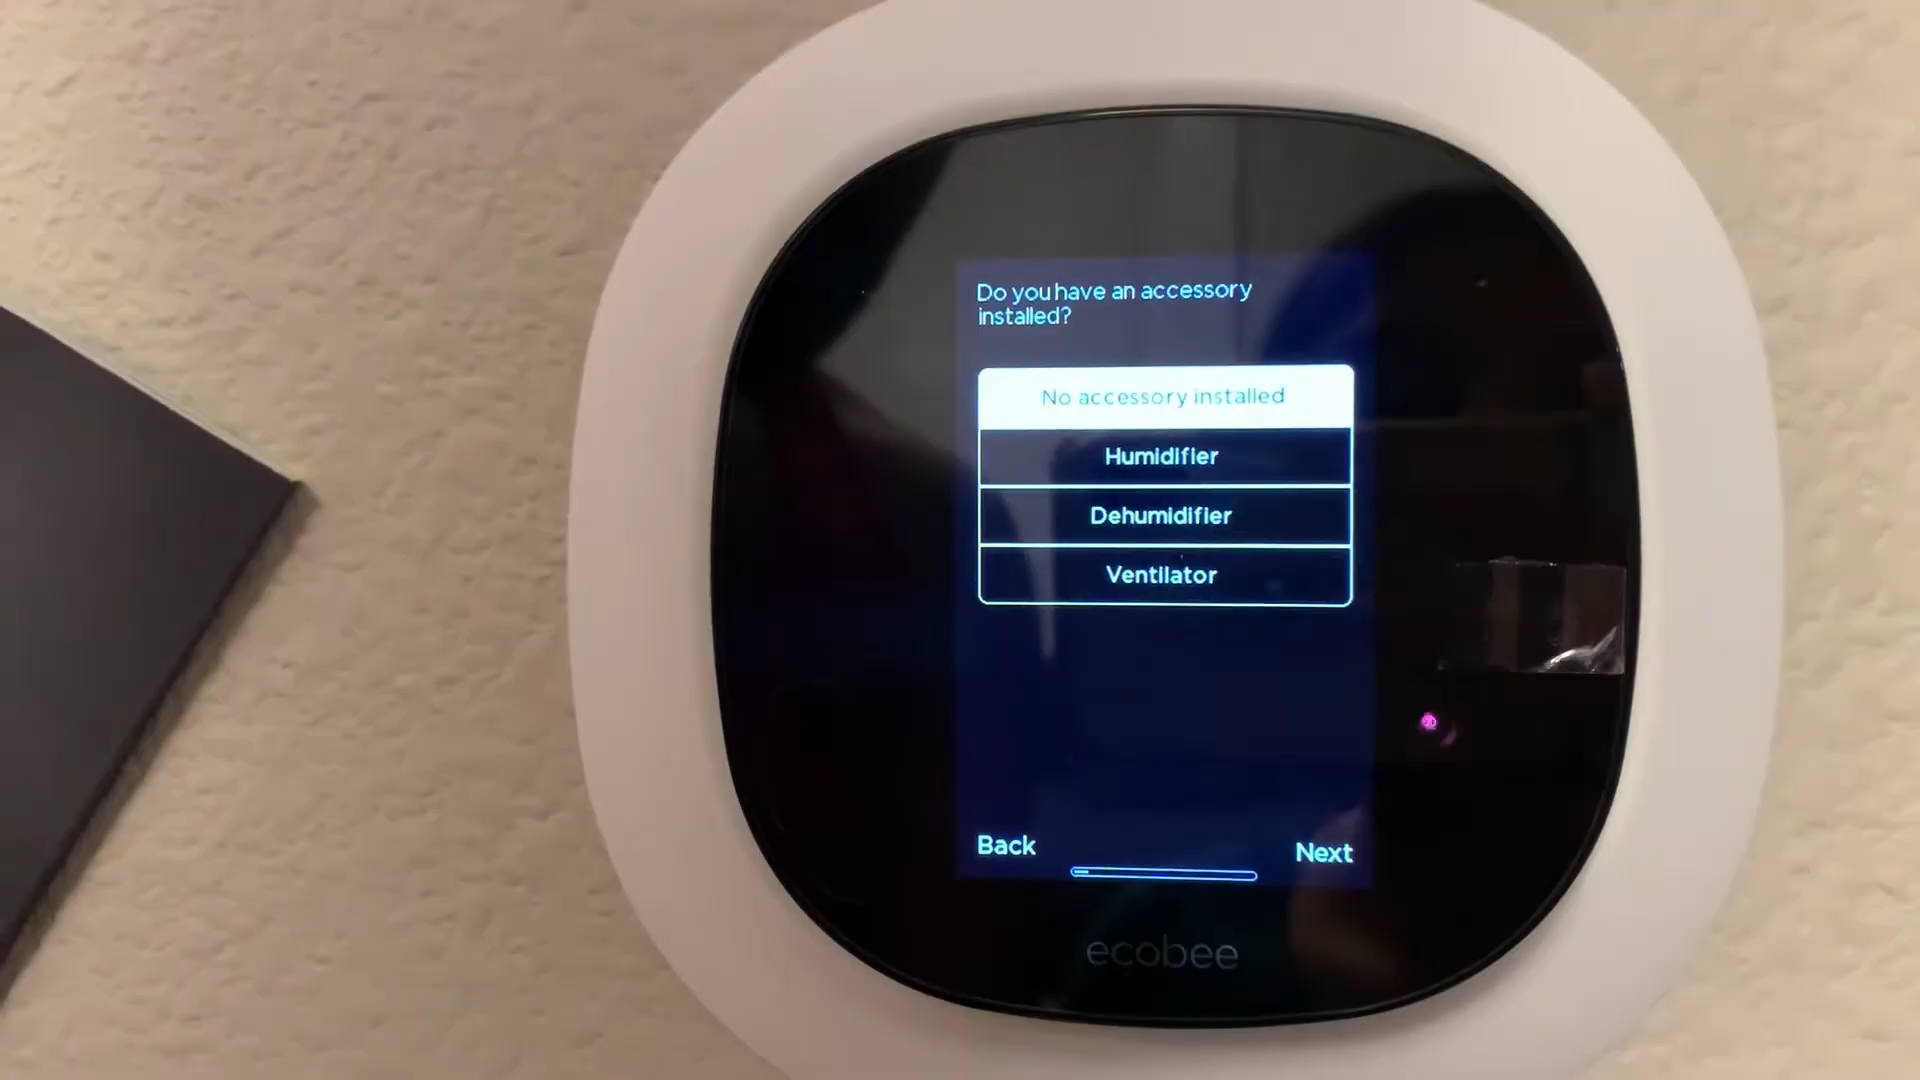 Do you have an accessory
installed?
No accessory installed
Humidifier
Dehumidifier
Ventilator
Back
Next
ecobee